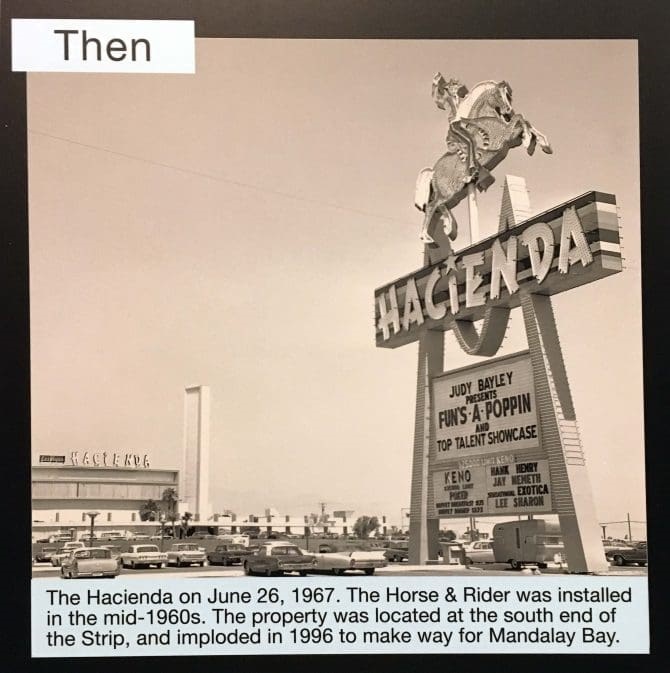 Then
HACIENDA
JUDY BAYLEY
PRESENTS
FUN'S-A-POPPIN
AND
TOP TALENT SHOWCASE
KENO
POKER
HANK HENRY
JAY NEMETH
EXOTICA
LEE SHARON
HACIENDA
The Hacienda on June 26, 1967. The Horse & Rider was installed
in the mid-1960s. The property was located at the south end of
the Strip, and imploded in 1996 to make way for Mandalay Bay.